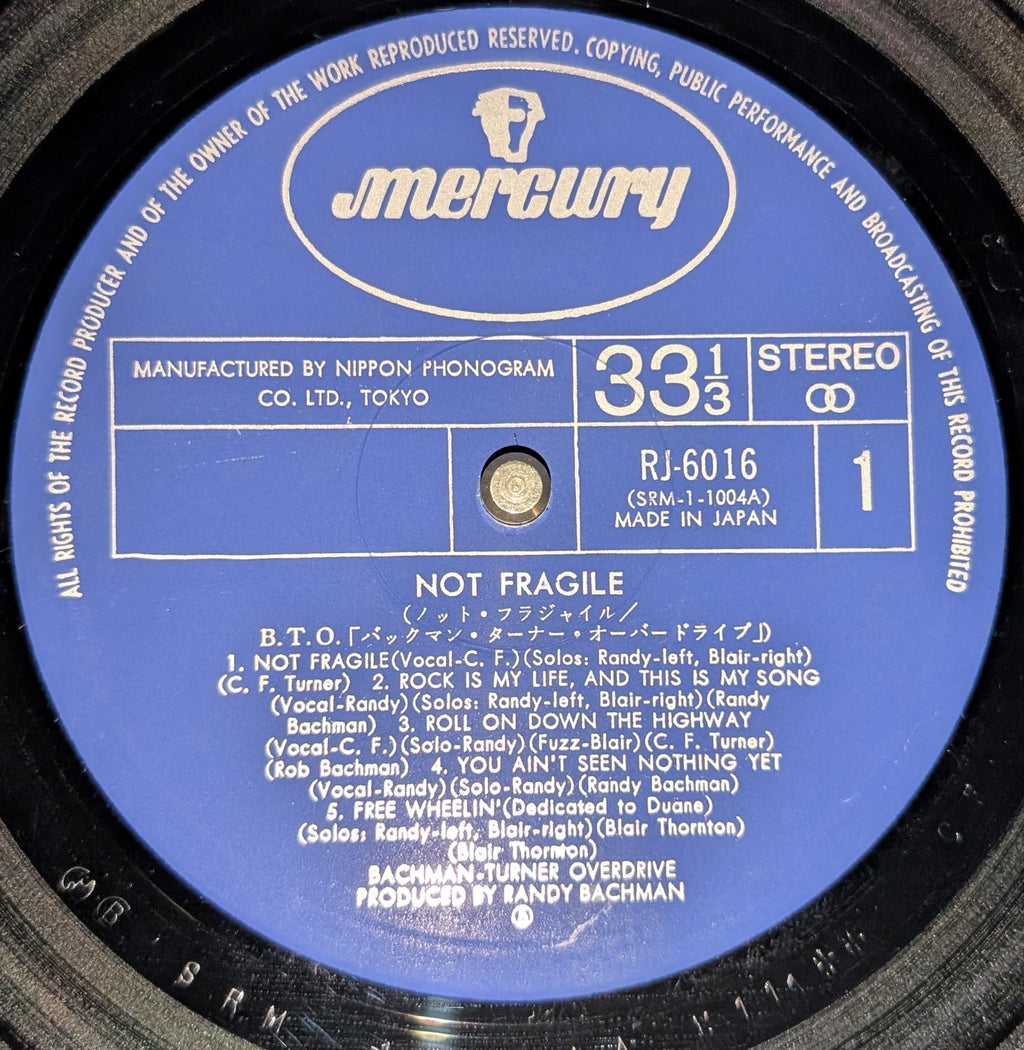 ALL RIGHTS OF THE RECORD PRODUCER AND OF THE OWNER OF THE WORK REPRODUCED RESERVED. COPYING, PUBLIC PERFORMANCE AND BROADCASTING OF THIS RECORD PROHIBITED
mercury
MANUFACTURED BY NIPPON PHONOGRAM
CO. LTD., TOKYO
33 1/3
STEREO
RJ-6016
(SRM-1-1004A)
MADE IN JAPAN
1
NOT FRAGILE
(ノット・フラジャイル/
B.T.O.「バックマン・ターナー・オーバードライブ」)
1. NOT FRAGILE(Vocal-C. F.)(Solos: Randy-left, Blair-right)
(C. F. Turner) 2. ROCK IS MY LIFE, AND THIS IS MY SONG
(Vocal-Randy)(Solos: Randy-left, Blair-right)(Randy
Bachman) 3. ROLL ON DOWN THE HIGHWAY
(Vocal-C. F.)(Solo-Randy)(Fuzz-Blair)(C. F. Turner)
(Rob Bachman) 4. YOU AIN'T SEEN NOTHING YET
(Vocal-Randy)(Solo-Randy)(Randy Bachman)
5. FREE WHEELIN'(Dedicated to Duane)
(Solos: Randy-left, Blair-right)(Blair Thornton)
(Blair Thornton)
BACHMAN-TURNER OVERDRIVE
PRODUCED BY RANDY BACHMAN
SRM